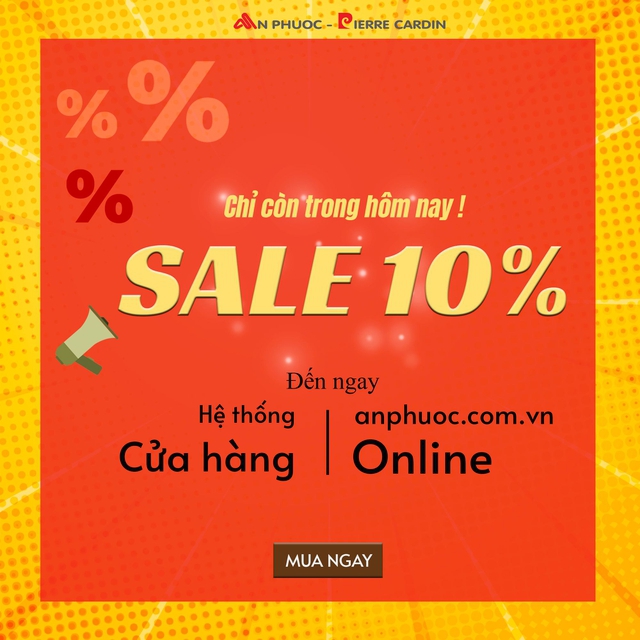 AN PHUOC - PIERRE CARDIN
% %
%
Chỉ còn trong hôm nay !
SALE 10%
Đến ngay
Hệ thống
Cửa hàng
anphuoc.com.vn
Online
MUA NGAY